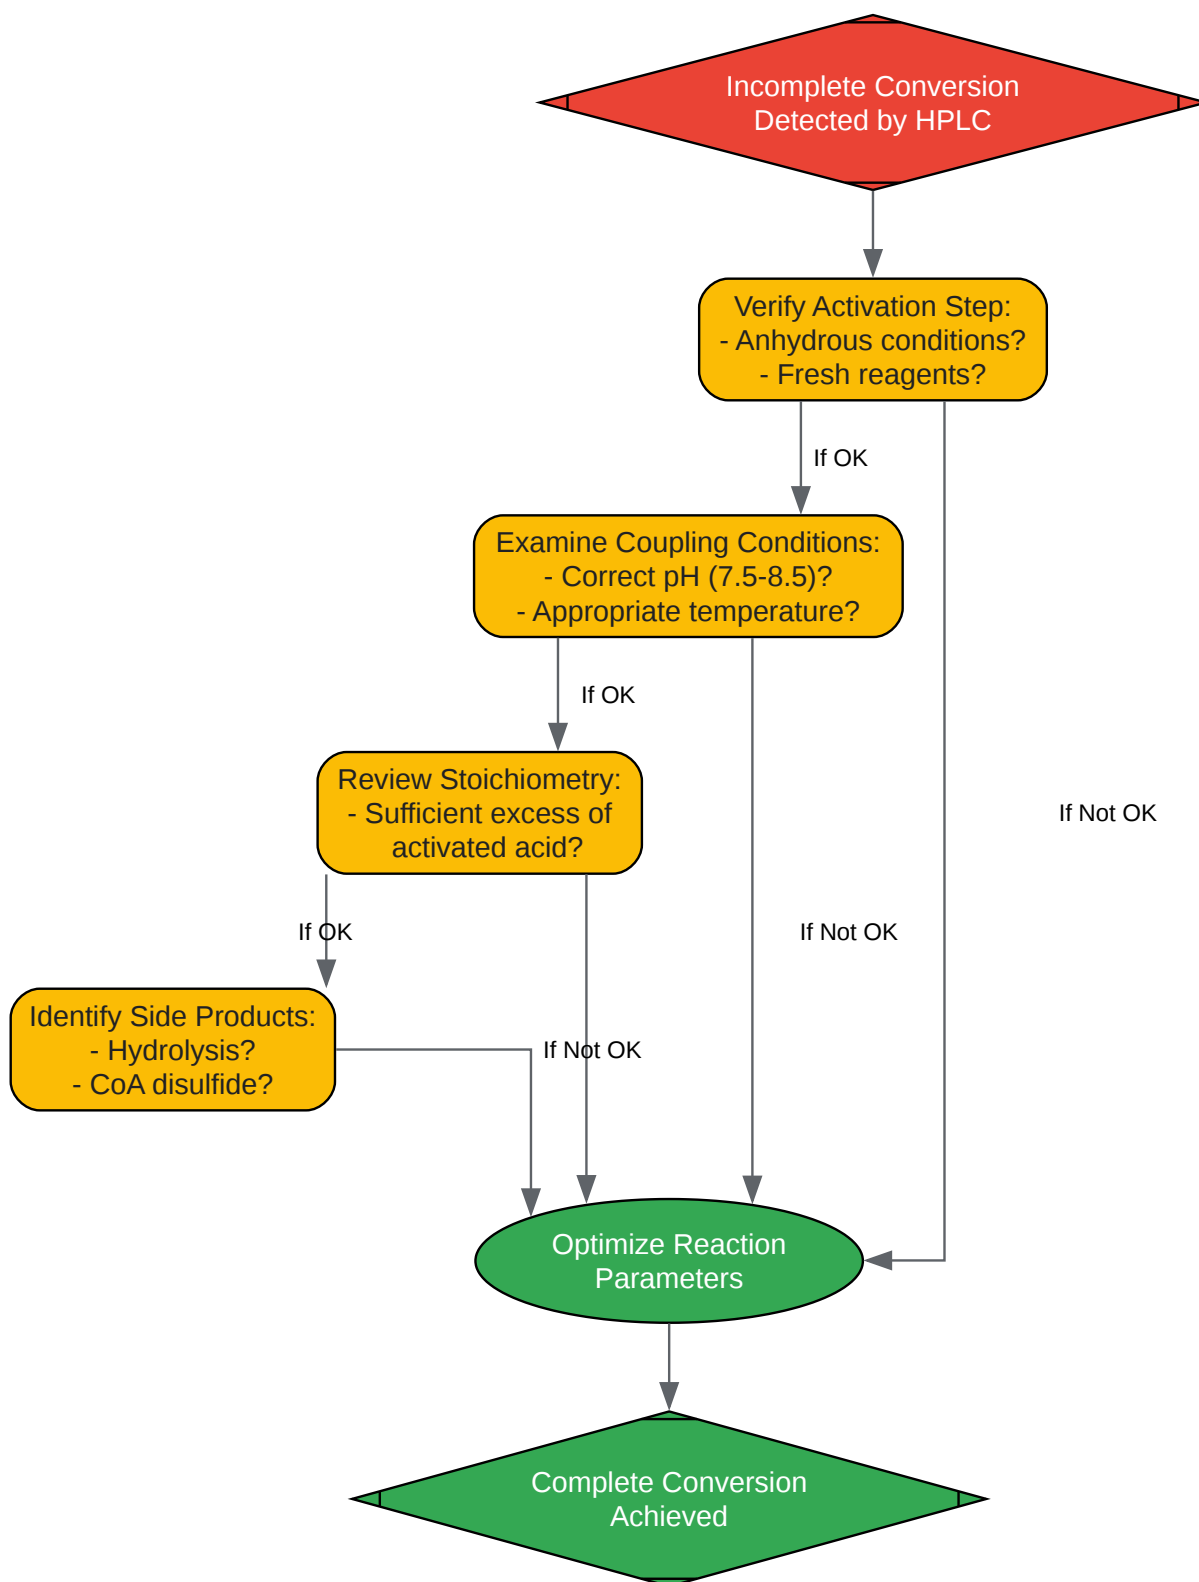 Incomplete Conversion
Detected by HPLC
Verify Activation Step:
- Anhydrous conditions?
- Fresh reagents?
If OK
Examine Coupling Conditions:
- Correct pH (7.5-8.5)?
- Appropriate temperature?
If OK
Review Stoichiometry:
- Sufficient excess of
activated acid?
If Not OK
If OK
If Not OK
Identify Side Products:
- Hydrolysis?
- CoA disulfide?
If Not OK
Optimize Reaction
Parameters
Complete Conversion
Achieved